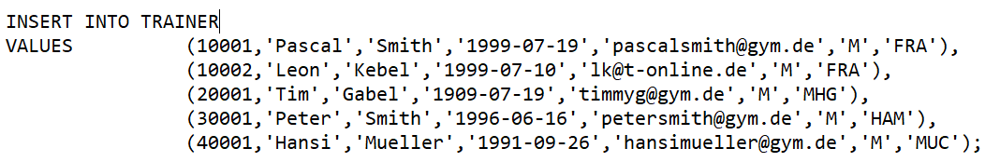 INSERT INTO TRAINER
VALUES (10001,'Pascal','Smith','1999-07-19','pascalsmith@gym.de','M','FRA'),
(10002,'Leon','Kebel','1999-07-10','lk@t-online.de','M','FRA'),
(20001,'Tim','Gabel','1909-07-19','timmyg@gym.de','M','MHG'),
(30001,'Peter','Smith','1996-06-16','petersmith@gym.de','M','HAM'),
(40001,'Hansi','Mueller','1991-09-26','hansimueller@gym.de','M','MUC');